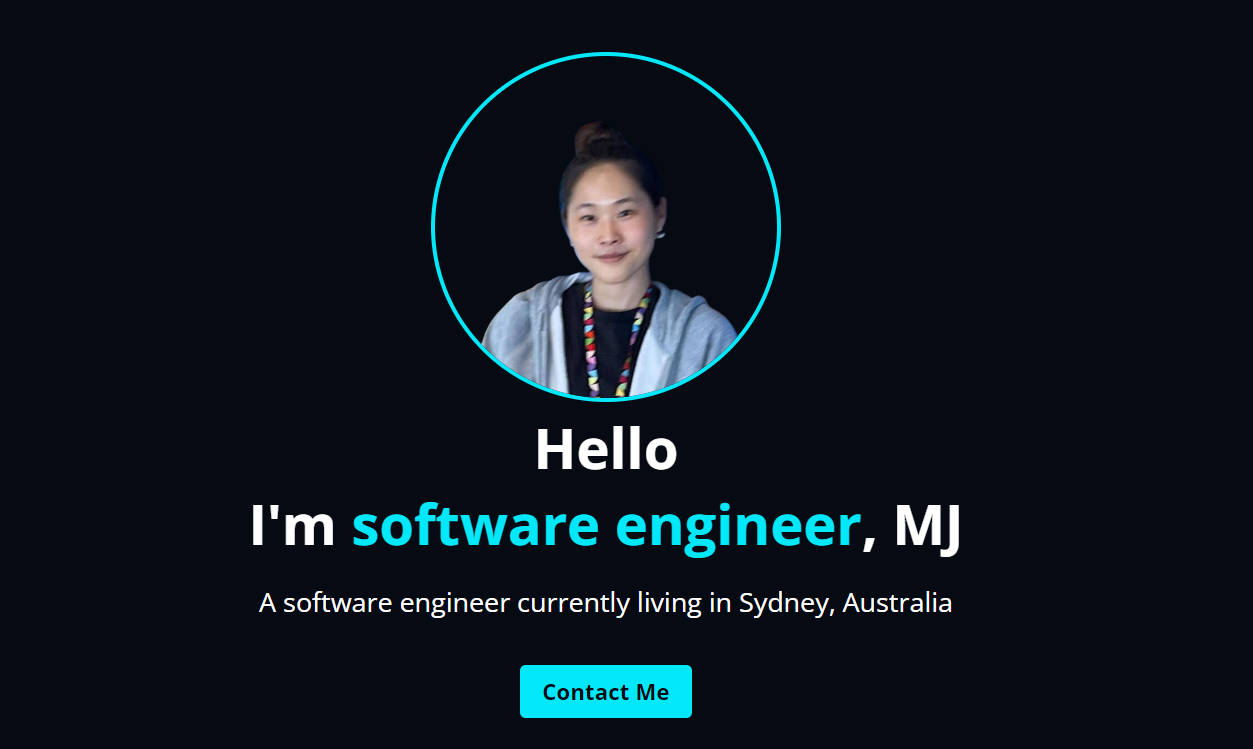 Hello
I'm software engineer, MJ
A software engineer currently living in Sydney, Australia
Contact Me